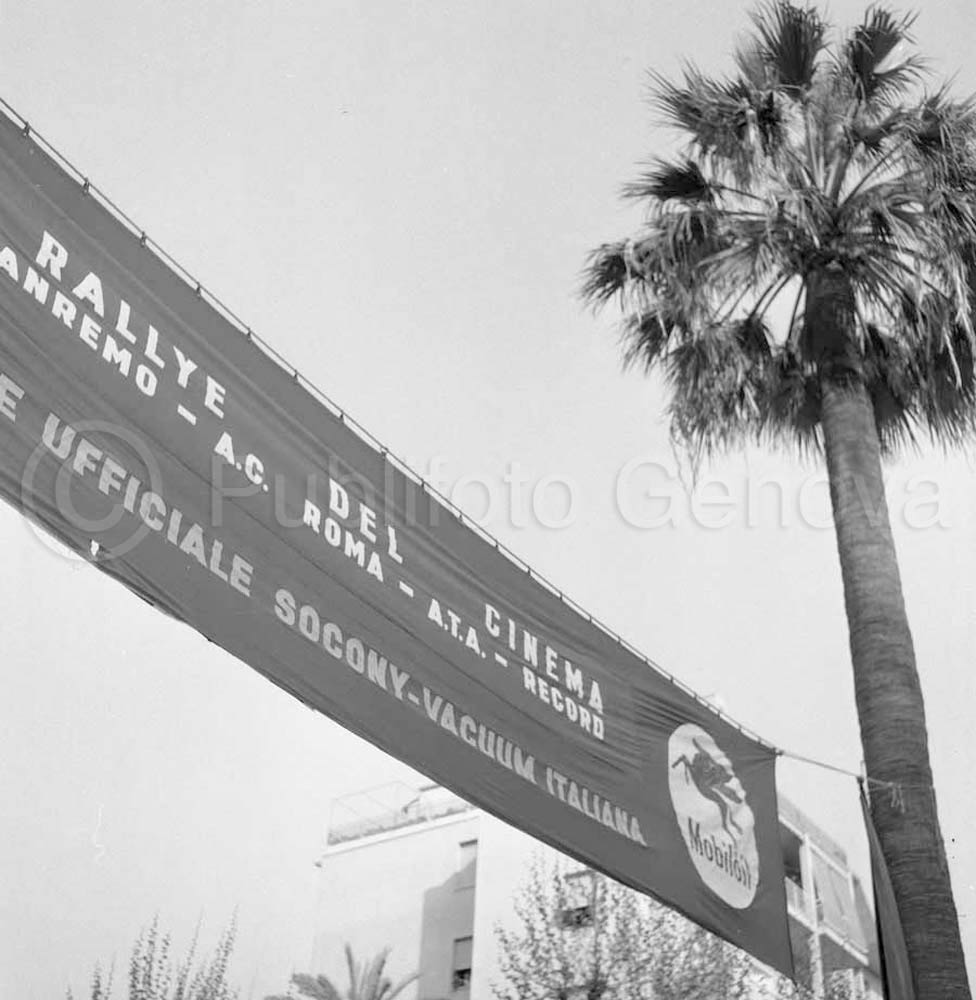 RALLYE DEL CINEMA
ANREMO - A.C. ROMA - A.T.A. - RECORD
E UFFICIALE SOCONY-VACUUM ITALIANA
Mobiloil
© Publifoto Genova